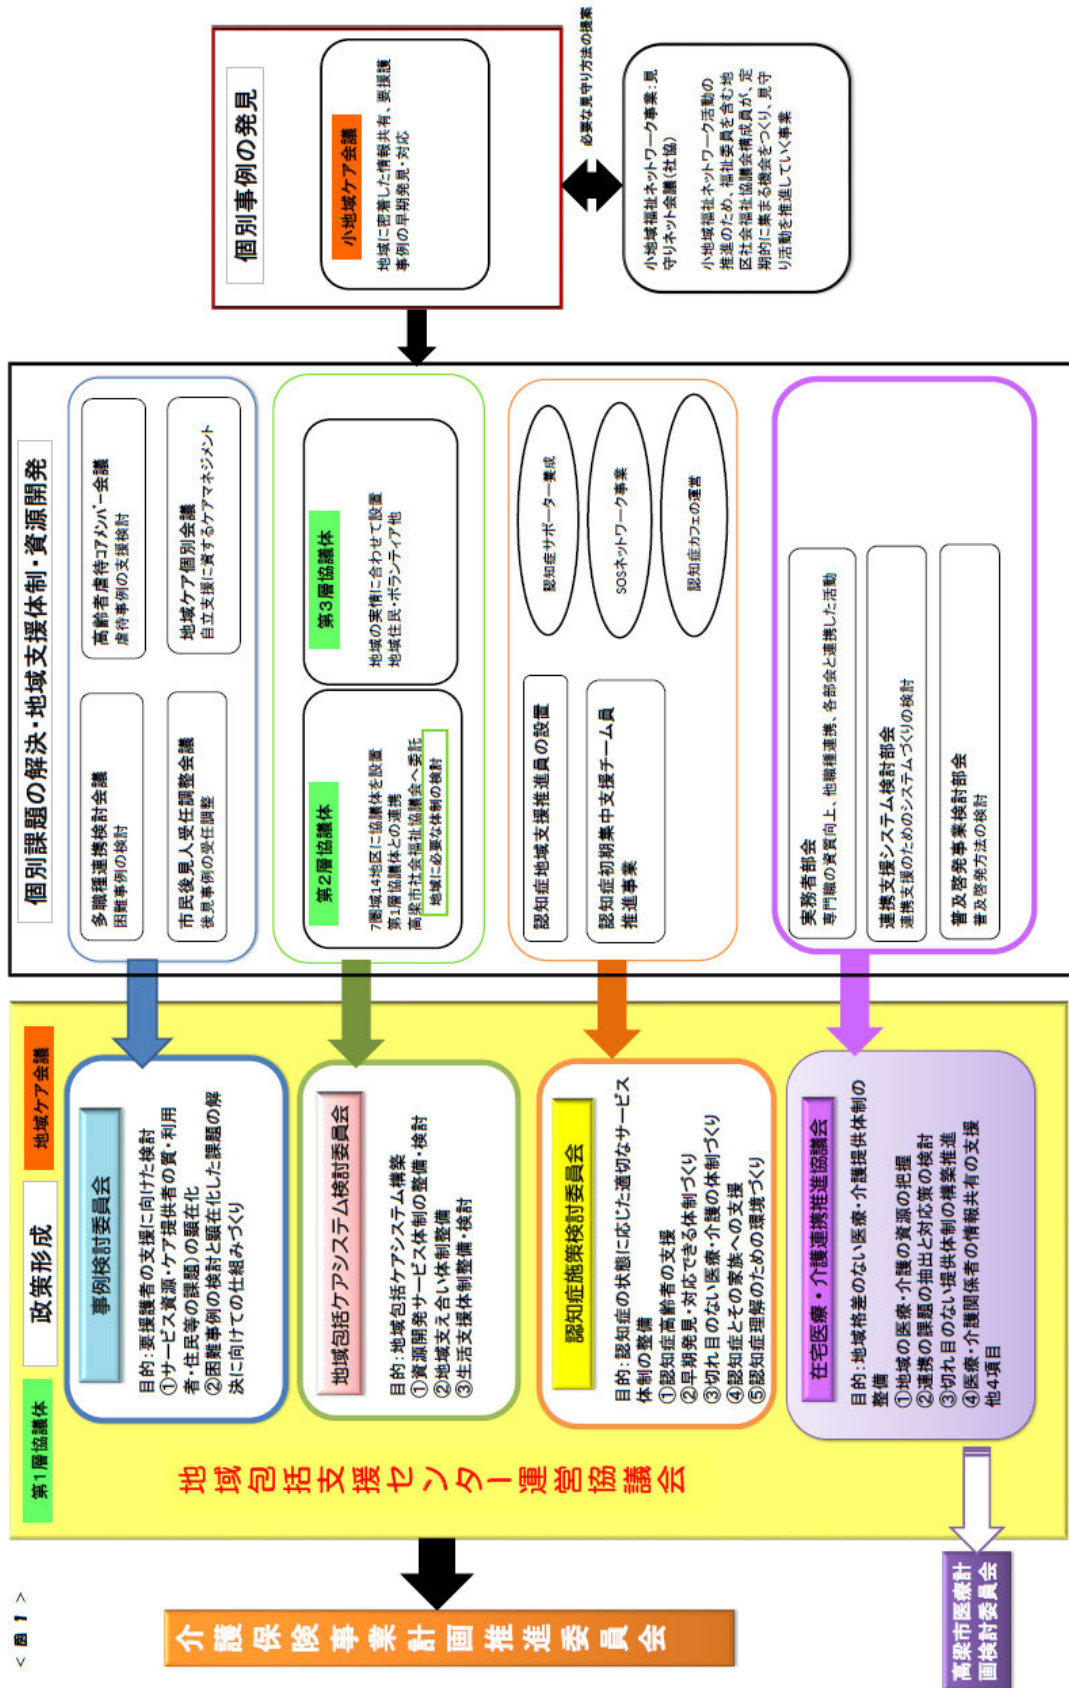 ＜図１＞
介護保険事業計画推進委員会
高梁市医療計
画検討委員会
第1層協議体
政策形成
地域ケア会議
地域包括支援センター運営協議会
事例検討委員会
目的：要援護者の支援に向けた検討
①サービス資源・ケア提供者の質・利用
者・住民等の課題）の顕在化
②困難事例の検討と顕在化した課題の解
決に向けての仕組みづくり
地域包括ケアシステム検討委員会
目的：地域包括ケアシステム構築
①資源開発サービス体制の整備・検討
②地域支え合い体制整備
③生活支援体制整備・検討
認知症施策検討委員会
目的：認知症の状態に応じた適切なサービス
体制の整備
①認知症高齢者の支援
②早期発見・対応できる体制づくり
③切れ目のない医療・介護の体制づくり
④認知症とその家族への支援
⑤認知症理解のための環境づくり
在宅医療・介護連携推進協議会
目的：地域格差のない医療・介護提供体制の
整備
①地域の医療・介護の資源の把握
②連携の課題の抽出と対応策の検討
③切れ目のない提供体制の構築推進
④医療・介護関係者の情報共有の支援
他4項目
個別課題の解決・地域支援体制・資源開発
多職種連携検討会議
困難事例の検討
高齢者虐待コアメンバー会議
虐待事例の支援検討
市民後見人受任調整会議
後見事例の受任調整
地域ケア個別会議
自立支援に資するケアマネジメント
第2層協議体
7圏域14地区に協議体を設置
第1層協議体との連携
高梁市社会福祉協議会へ委託
地域に必要な体制の検討
第3層協議体
地域の実情に合わせて設置
地域住民・ボランティア他
認知症地域支援推進員の設置
認知症初期集中支援チーム員
推進事業
認知症サポーター養成
SOSネットワーク事業
認知症カフェの運営
実務者部会
専門職の資質向上、他職種連携、各部会と連携した活動
連携支援システム検討部会
連携支援のためのシステムづくりの検討
普及啓発事業検討部会
普及啓発方法の検討
個別事例の発見
小地域ケア会議
地域に密着した情報共有、要援護
事例の早期発見・対応
必要な見守り方法の提案
小地域福祉ネットワーク事業：見
守りネット会議（社協）
小地域福祉ネットワーク活動の
推進のため、福祉委員を含む地
区社会福祉協議会構成員が、定
期的に集まる機会をつくり、見守
り活動を推進していく事業